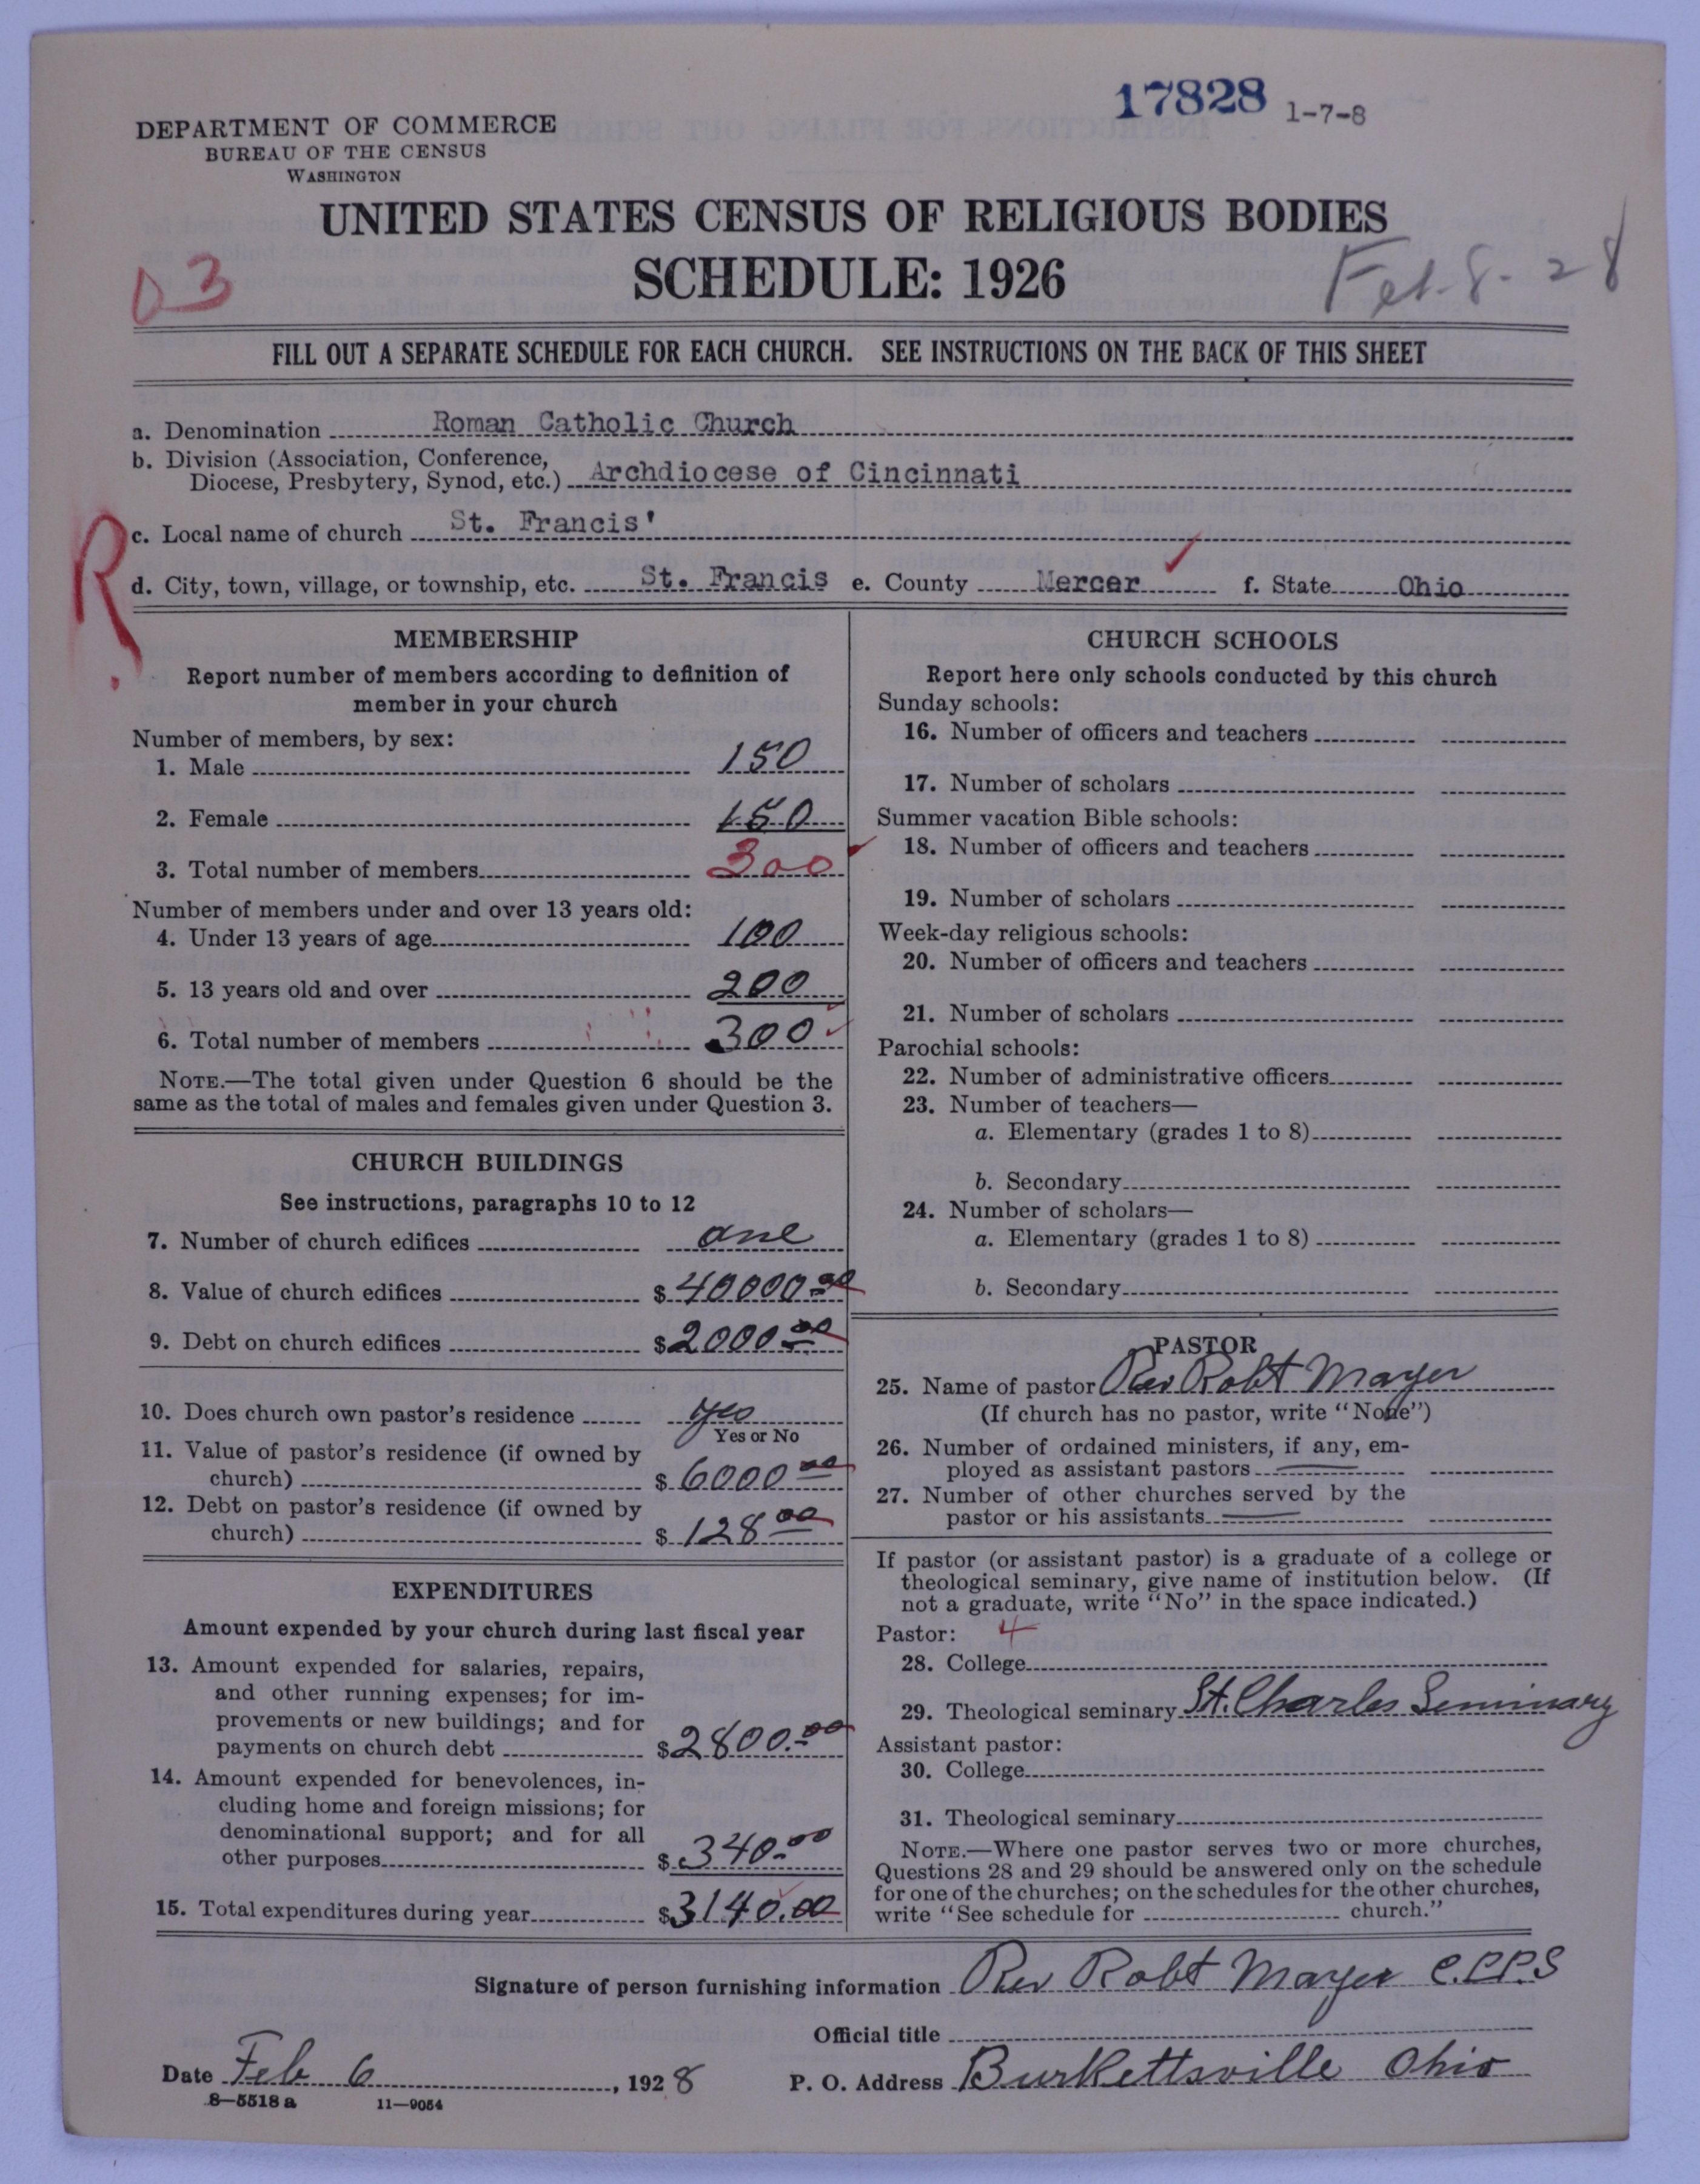 17828 1-7-8
DEPARTMENT OF COMMERCE
BUREAU OF THE CENSUS
WASHINGTON
UNITED STATES CENSUS OF RELIGIOUS BODIES
SCHEDULE: 1926
03
Feb-8-28
FILL OUT A SEPARATE SCHEDULE FOR EACH CHURCH. SEE INSTRUCTIONS ON THE BACK OF THIS SHEET
a. Denomination Roman Catholic Church
b. Division (Association, Conference,
Diocese, Presbytery, Synod, etc.) Archdiocese of Cincinnati
R.
c. Local name of church St. Francis'
d. City, town, village, or township, etc. St. Francis e. County Mercer f. State Ohio
MEMBERSHIP
Report number of members according to definition of
member in your church
Number of members, by sex:
1. Male 150
2. Female 150
3. Total number of members 300
Number of members under and over 13 years old:
4. Under 13 years of age 100
5. 13 years old and over 200
6. Total number of members 300
NOTE.—The total given under Question 6 should be the
same as the total of males and females given under Question 3.
CHURCH BUILDINGS
See instructions, paragraphs 10 to 12
7. Number of church edifices one
8. Value of church edifices $40000.00
9. Debt on church edifices $2000.00
10. Does church own pastor's residence yes
Yes or No
11. Value of pastor's residence (if owned by
church) $6000.00
12. Debt on pastor's residence (if owned by
church) $128.00
EXPENDITURES
Amount expended by your church during last fiscal year
13. Amount expended for salaries, repairs,
and other running expenses; for im-
provements or new buildings; and for
payments on church debt $2800.00
14. Amount expended for benevolences, in-
cluding home and foreign missions; for
denominational support; and for all
other purposes $340.00
15. Total expenditures during year $3140.00
CHURCH SCHOOLS
Report here only schools conducted by this church
Sunday schools:
16. Number of officers and teachers
17. Number of scholars
Summer vacation Bible schools:
18. Number of officers and teachers
19. Number of scholars
Week-day religious schools:
20. Number of officers and teachers
21. Number of scholars
Parochial schools:
22. Number of administrative officers
23. Number of teachers—
a. Elementary (grades 1 to 8)
b. Secondary
24. Number of scholars—
a. Elementary (grades 1 to 8)
b. Secondary
PASTOR
25. Name of pastor Rev Robt Mayer
(If church has no pastor, write "None")
26. Number of ordained ministers, if any, em-
ployed as assistant pastors
27. Number of other churches served by the
pastor or his assistants
If pastor (or assistant pastor) is a graduate of a college or
theological seminary, give name of institution below. (If
not a graduate, write "No" in the space indicated.)
Pastor: 4
28. College
29. Theological seminary St. Charles Seminary
Assistant pastor:
30. College
31. Theological seminary
NOTE.—Where one pastor serves two or more churches,
Questions 28 and 29 should be answered only on the schedule
for one of the churches; on the schedules for the other churches,
write "See schedule for church."
Signature of person furnishing information Rev Robt Mayer C.PP.S
Official title
Date Feb 6, 1928 P. O. Address Burkettsville Ohio
8—5518 a 11—9054